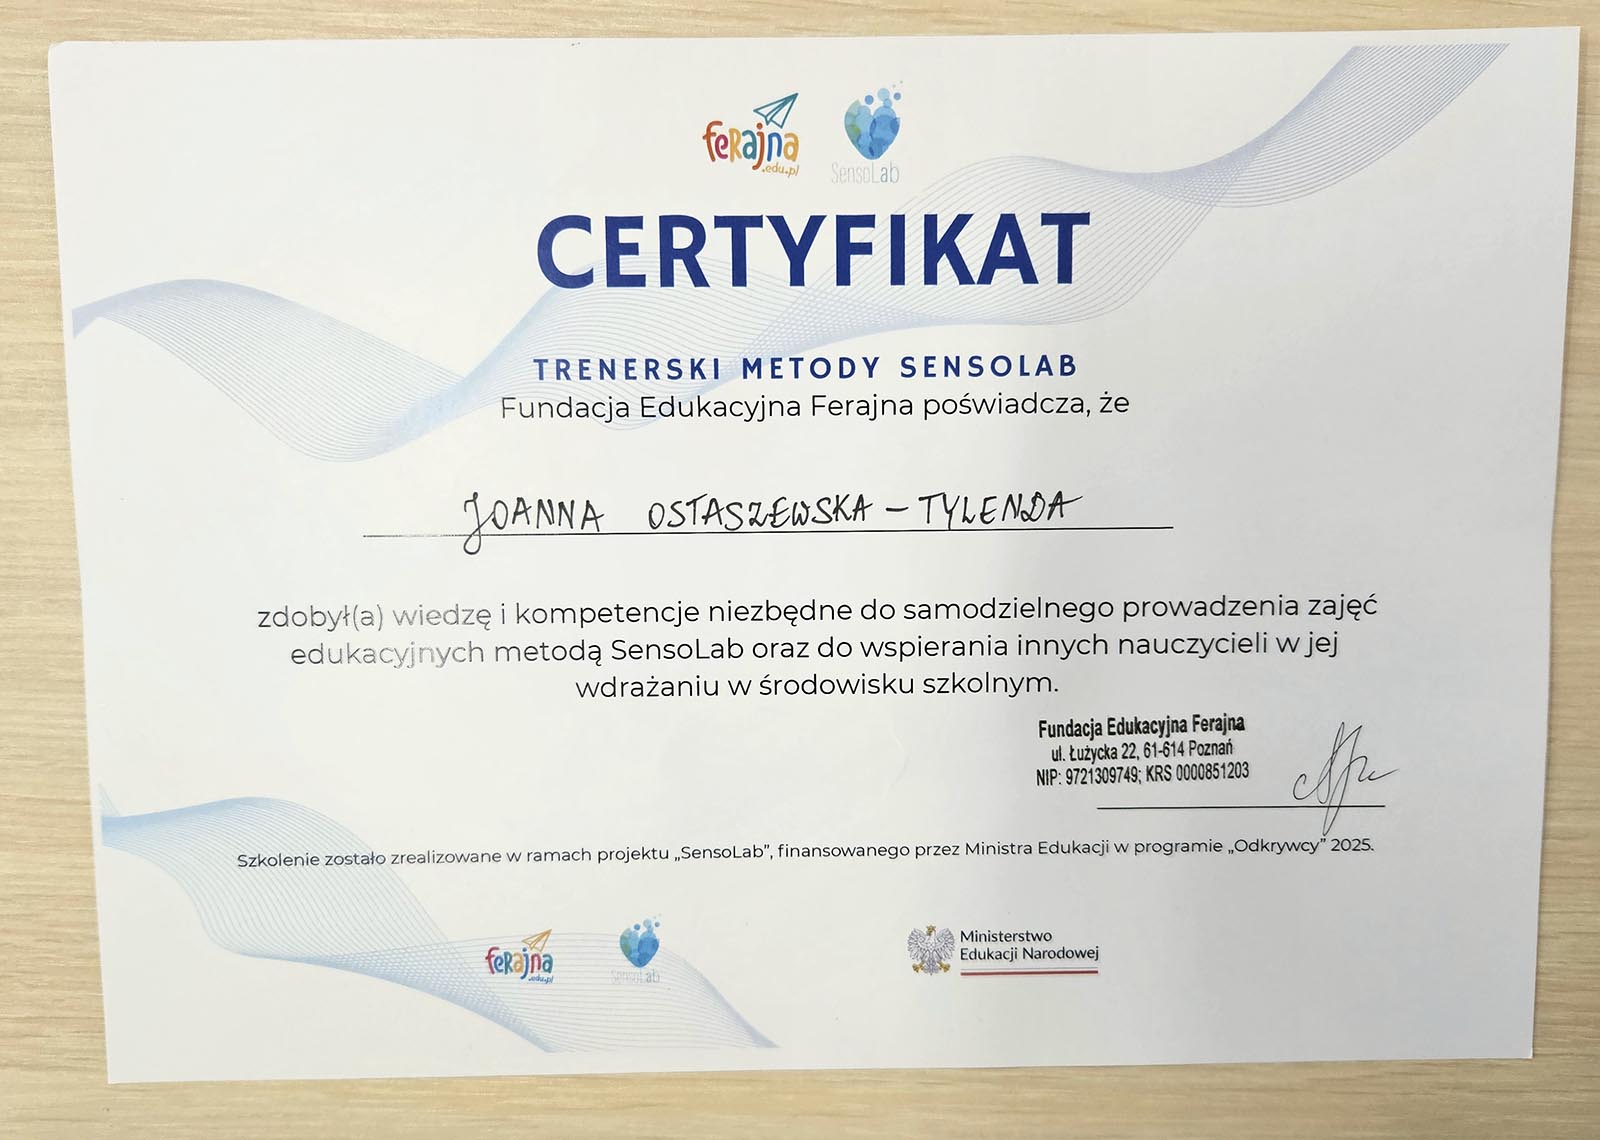 feRajna
.edu.pl
SensoLab
CERTYFIKAT
TRENERSKI METODY SENSOLAB
Fundacja Edukacyjna Ferajna poświadcza, że
JOANNA OSTASZEWSKA - TYLENDA
zdobył(a) wiedzę i kompetencje niezbędne do samodzielnego prowadzenia zajęć
edukacyjnych metodą SensoLab oraz do wspierania innych nauczycieli w jej
wdrażaniu w środowisku szkolnym.
Fundacja Edukacyjna Ferajna
ul. Łużycka 22, 61-614 Poznań
NIP: 9721309749; KRS 0000851203
Szkolenie zostało zrealizowane w ramach projektu „SensoLab”, finansowanego przez Ministra Edukacji w programie „Odkrywcy” 2025.
feRajna
.edu.pl
SensoLab
Ministerstwo
Edukacji Narodowej